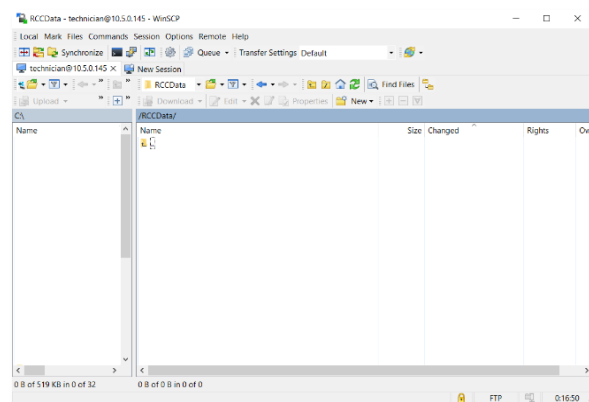 RCCData - technician@10.5.0.145 - WinSCP
Local Mark Files Commands Session Options Remote Help
Synchronize Queue Transfer Settings Default
technician@10.5.0.145 × New Session
RCCData Find Files
Upload Download Edit Properties New
C:\ /RCCData/
Name Name Size Changed Rights Ow
..
0 B of 519 KB in 0 of 32 0 B of 0 B in 0 of 0
FTP 0:16:50